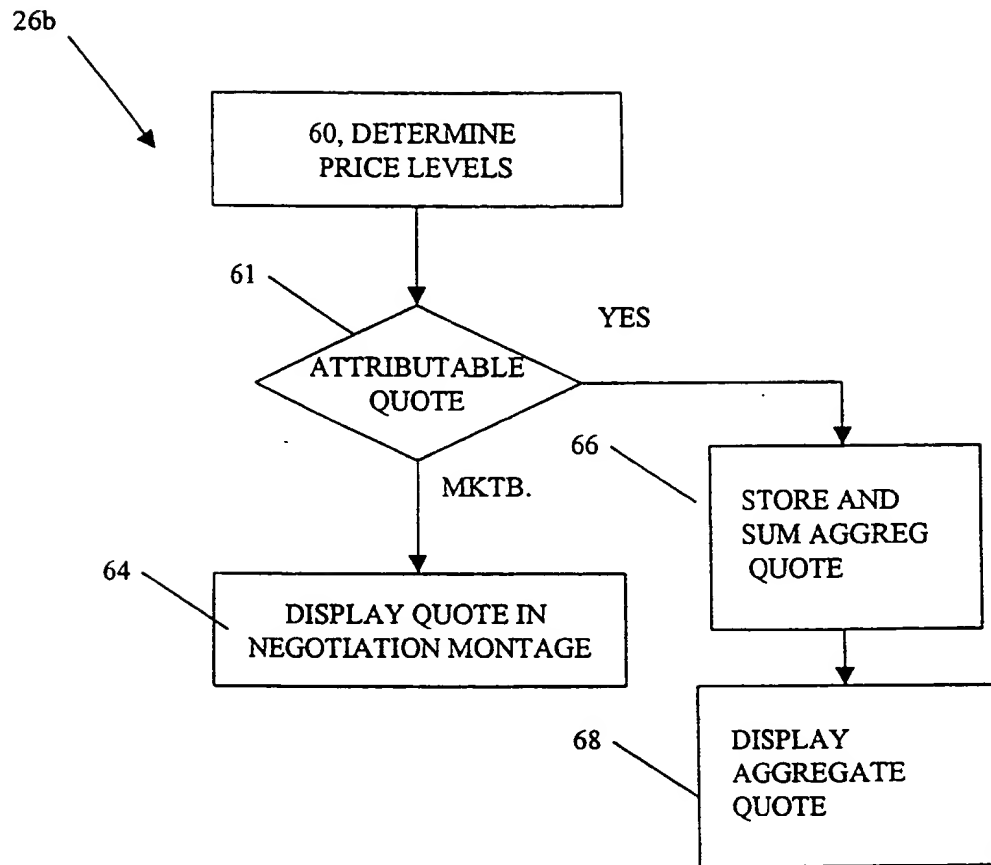 26b
60, DETERMINE
PRICE LEVELS
61
YES
ATTRIBUTABLE
QUOTE
66
MKTB.
STORE AND
SUM AGGREG
QUOTE
64
DISPLAY QUOTE IN
NEGOTIATION MONTAGE
68
DISPLAY
AGGREGATE
QUOTE